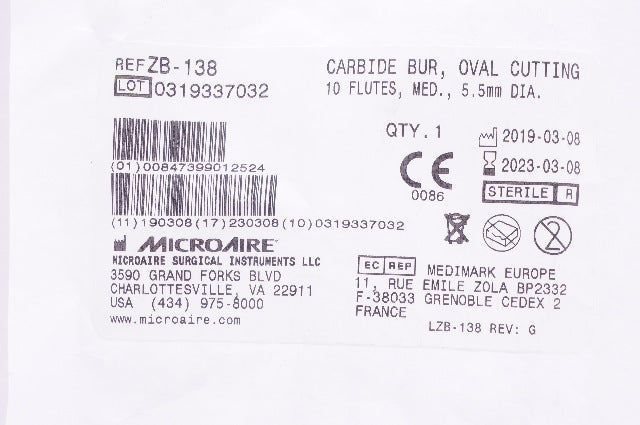 REF ZB-138
LOT 0319337032
CARBIDE BUR, OVAL CUTTING
10 FLUTES, MED., 5.5mm DIA.
(01)00847399012524
(11)190308(17)230308(10)0319337032
QTY. 1
2019-03-08
2023-03-08
CE
0086
STERILE R
2
MICROAIRE
MICROAIRE SURGICAL INSTRUMENTS LLC
3590 GRAND FORKS BLVD
CHARLOTTESVILLE, VA 22911
USA (434) 975-8000
www.microaire.com
EC REP MEDIMARK EUROPE
11, RUE EMILE ZOLA BP2332
F-38033 GRENOBLE CEDEX 2
FRANCE
LZB-138 REV: G